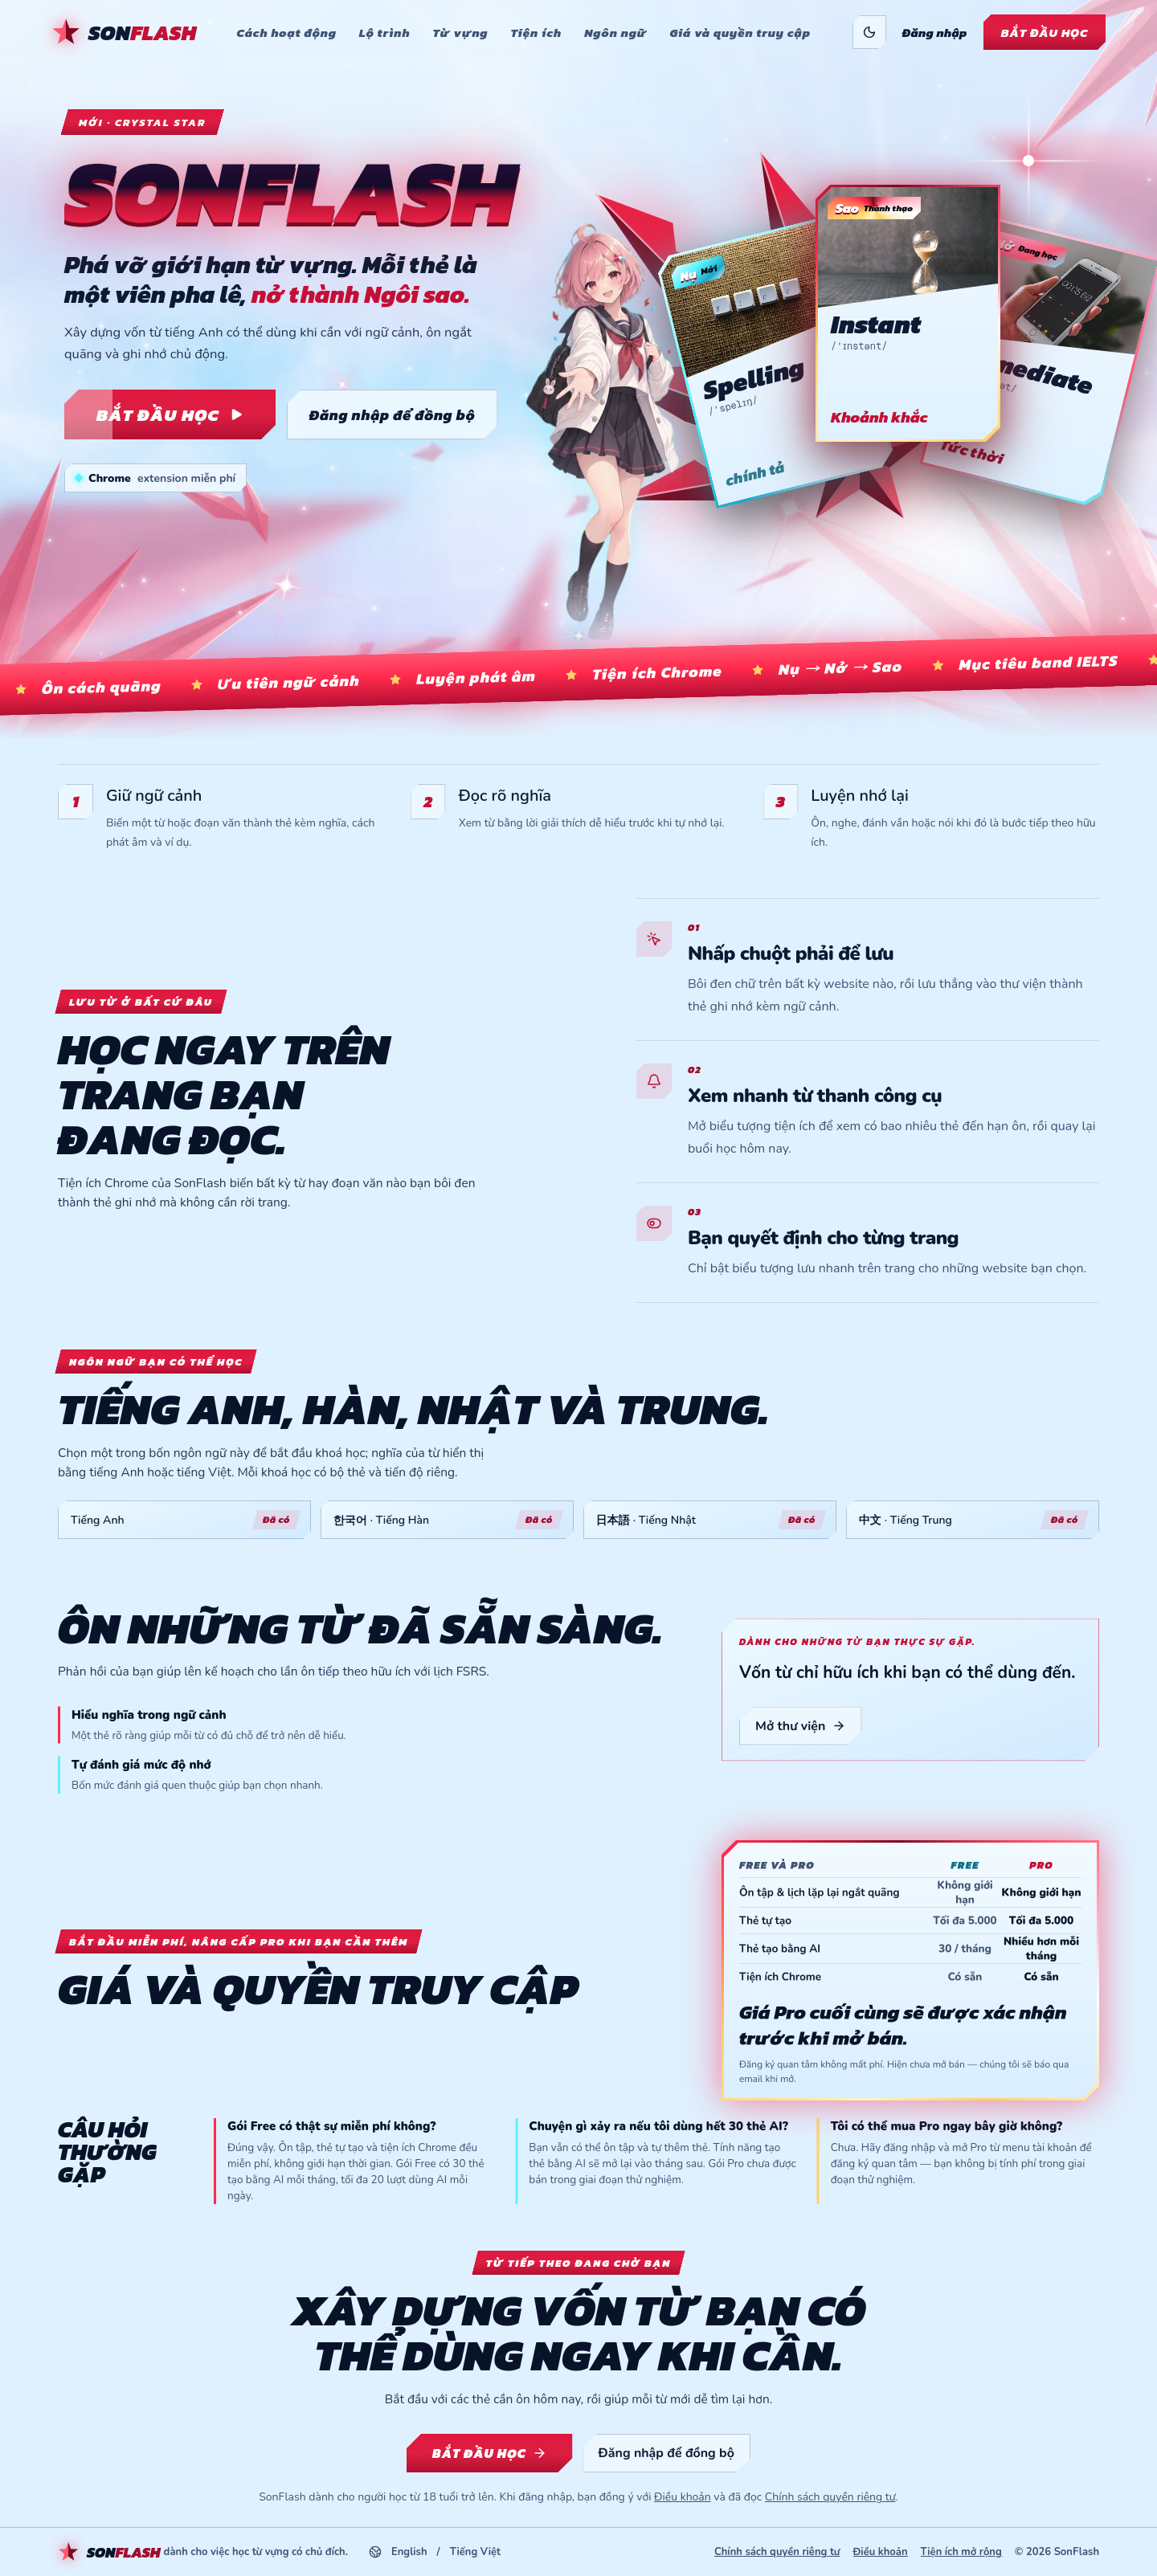 SONFLASH
Cách hoạt động
Lộ trình
Từ vựng
Tiện ích
Ngôn ngữ
Giá và quyền truy cập
Đăng nhập
BẮT ĐẦU HỌC
MỚI · CRYSTAL STAR
SONFLASH
Phá vỡ giới hạn từ vựng. Mỗi thẻ là
một viên pha lê, nở thành Ngôi sao.
Xây dựng vốn từ tiếng Anh có thể dùng khi cần với ngữ cảnh, ôn ngắt
quãng và ghi nhớ chủ động.
BẮT ĐẦU HỌC
Đăng nhập để đồng bộ
Chrome extension miễn phí
Nụ Mới
Spelling
/ˈspelɪŋ/
chính tả
Sao Thành thạo
Instant
/ˈɪnstənt/
Khoảnh khắc
Đang học
Tức thời
Ôn cách quãng
Ưu tiên ngữ cảnh
Luyện phát âm
Tiện ích Chrome
Nụ → Nở → Sao
Mục tiêu band IELTS
1
Giữ ngữ cảnh
Biến một từ hoặc đoạn văn thành thẻ kèm nghĩa, cách
phát âm và ví dụ.
2
Đọc rõ nghĩa
Xem từ bằng lời giải thích dễ hiểu trước khi tự nhớ lại.
3
Luyện nhớ lại
Ôn, nghe, đánh vần hoặc nói khi đó là bước tiếp theo hữu
ích.
LƯU TỪ Ở BẤT CỨ ĐÂU
HỌC NGAY TRÊN
TRANG BẠN
ĐANG ĐỌC.
Tiện ích Chrome của SonFlash biến bất kỳ từ hay đoạn văn nào bạn bôi đen
thành thẻ ghi nhớ mà không cần rời trang.
01
Nhấp chuột phải để lưu
Bôi đen chữ trên bất kỳ website nào, rồi lưu thẳng vào thư viện thành
thẻ ghi nhớ kèm ngữ cảnh.
02
Xem nhanh từ thanh công cụ
Mở biểu tượng tiện ích để xem có bao nhiêu thẻ đến hạn ôn, rồi quay lại
buổi học hôm nay.
03
Bạn quyết định cho từng trang
Chỉ bật biểu tượng lưu nhanh trên trang cho những website bạn chọn.
NGÔN NGỮ BẠN CÓ THỂ HỌC
TIẾNG ANH, HÀN, NHẬT VÀ TRUNG.
Chọn một trong bốn ngôn ngữ này để bắt đầu khoá học; nghĩa của từ hiển thị
bằng tiếng Anh hoặc tiếng Việt. Mỗi khoá học có bộ thẻ và tiến độ riêng.
Tiếng Anh
Đã có
한국어 · Tiếng Hàn
Đã có
日本語 · Tiếng Nhật
Đã có
中文 · Tiếng Trung
Đã có
ÔN NHỮNG TỪ ĐÃ SẴN SÀNG.
Phản hồi của bạn giúp lên kế hoạch cho lần ôn tiếp theo hữu ích với lịch FSRS.
Hiểu nghĩa trong ngữ cảnh
Một thẻ rõ ràng giúp mỗi từ có đủ chỗ để trở nên dễ hiểu.
Tự đánh giá mức độ nhớ
Bốn mức đánh giá quen thuộc giúp bạn chọn nhanh.
DÀNH CHO NHỮNG TỪ BẠN THỰC SỰ GẶP.
Vốn từ chỉ hữu ích khi bạn có thể dùng đến.
Mở thư viện
BẮT ĐẦU MIỄN PHÍ, NÂNG CẤP PRO KHI BẠN CẦN THÊM
GIÁ VÀ QUYỀN TRUY CẬP
FREE VÀ PRO
FREE
PRO
Ôn tập & lịch lặp lại ngắt quãng
Không giới
hạn
Không giới hạn
Thẻ tự tạo
Tối đa 5.000
Tối đa 5.000
Thẻ tạo bằng AI
30 / tháng
Nhiều hơn mỗi
tháng
Tiện ích Chrome
Có sẵn
Có sẵn
Giá Pro cuối cùng sẽ được xác nhận
trước khi mở bán.
Đăng ký quan tâm không mất phí. Hiện chưa mở bán — chúng tôi sẽ báo qua
email khi mở.
CÂU HỎI
THƯỜNG
GẶP
Gói Free có thật sự miễn phí không?
Đúng vậy. Ôn tập, thẻ tự tạo và tiện ích Chrome đều
miễn phí, không giới hạn thời gian. Gói Free có 30 thẻ
tạo bằng AI mỗi tháng, tối đa 20 lượt dùng AI mỗi
ngày.
Chuyện gì xảy ra nếu tôi dùng hết 30 thẻ AI?
Bạn vẫn có thể ôn tập và tự thêm thẻ. Tính năng tạo
thẻ bằng AI sẽ mở lại vào tháng sau. Gói Pro chưa được
bán trong giai đoạn thử nghiệm.
Tôi có thể mua Pro ngay bây giờ không?
Chưa. Hãy đăng nhập và mở Pro từ menu tài khoản để
đăng ký quan tâm — bạn không bị tính phí trong giai
đoạn thử nghiệm.
TỪ TIẾP THEO ĐANG CHỜ BẠN
XÂY DỰNG VỐN TỪ BẠN CÓ
THỂ DÙNG NGAY KHI CẦN.
Bắt đầu với các thẻ cần ôn hôm nay, rồi giúp mỗi từ mới dễ tìm lại hơn.
BẮT ĐẦU HỌC
Đăng nhập để đồng bộ
SonFlash dành cho người học từ 18 tuổi trở lên. Khi đăng nhập, bạn đồng ý với Điều khoản và đã đọc Chính sách quyền riêng tư.
SONFLASH dành cho việc học từ vựng có chủ đích.
English / Tiếng Việt
Chính sách quyền riêng tư
Điều khoản
Tiện ích mở rộng
© 2026 SonFlash